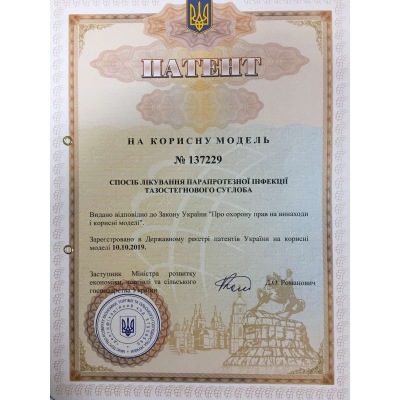 ПАТЕНТ
НА КОРИСНУ МОДЕЛЬ
№ 137229
СПОСІБ ЛІКУВАННЯ ПАРАПРОТЕЗНОЇ ІНФЕКЦІЇ
ТАЗОСТЕГНОВОГО СУГЛОБА
Видано відповідно до Закону України "Про охорону прав на винаходи
і корисні моделі".
Зареєстровано в Державному реєстрі патентів України на корисні
моделі 10.10.2019.
Заступник Міністра розвитку
економіки, торгівлі та сільського
господарства України
Д.О. Романович